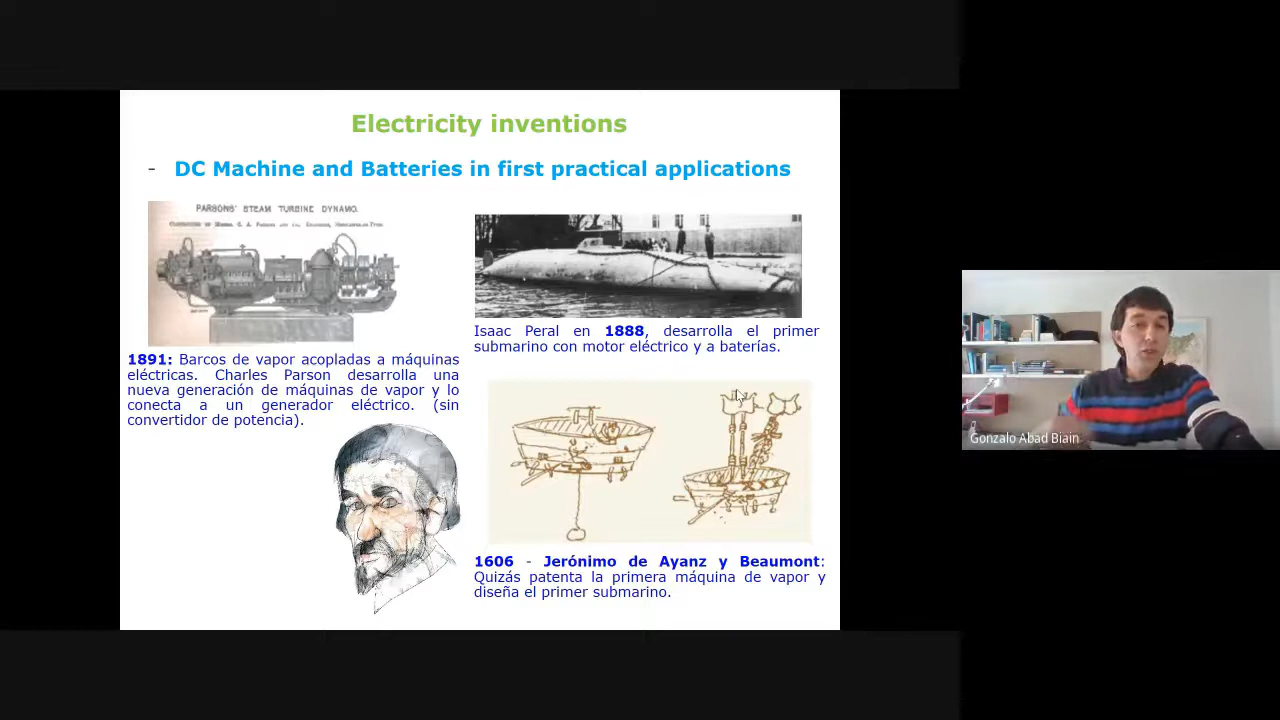 Electricity inventions
- DC Machine and Batteries in first practical applications
PARSONS' STEAM TURBINE DYNAMO.
1891: Barcos de vapor acopladas a máquinas
eléctricas. Charles Parson desarrolla una
nueva generación de máquinas de vapor y lo
conecta a un generador eléctrico. (sin
convertidor de potencia).
Isaac Peral en 1888, desarrolla el primer
submarino con motor eléctrico y a baterías.
1606 - Jerónimo de Ayanz y Beaumont:
Quizás patenta la primera máquina de vapor y
diseña el primer submarino.
Gonzalo Abad Biain